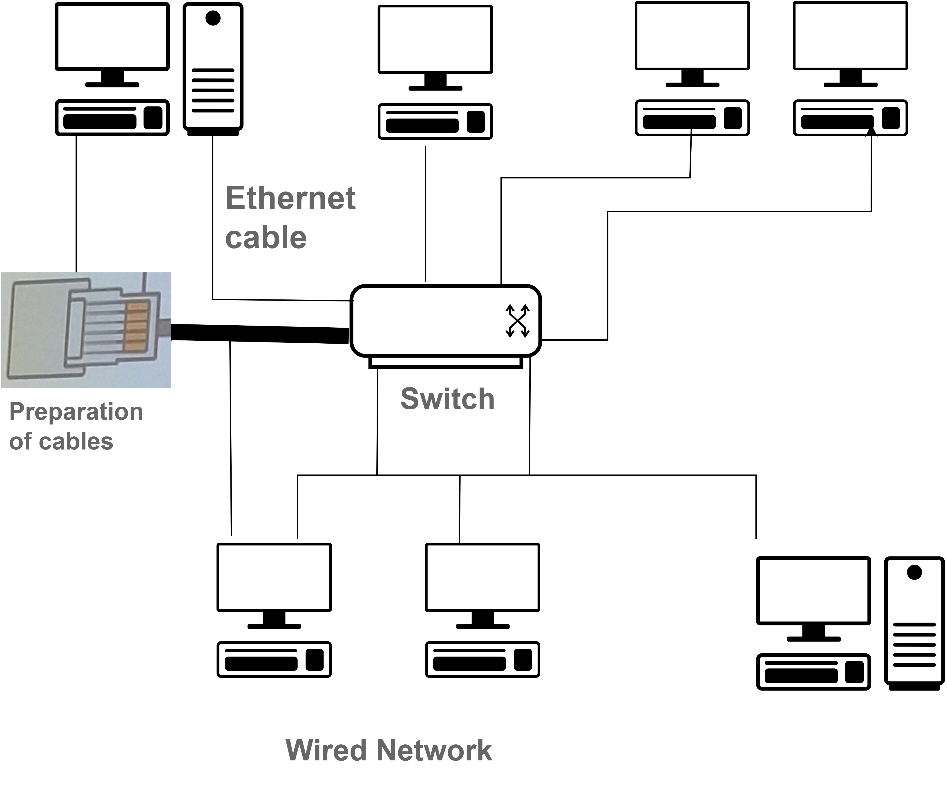 Ethernet
cable
Preparation
of cables
Switch
Wired Network